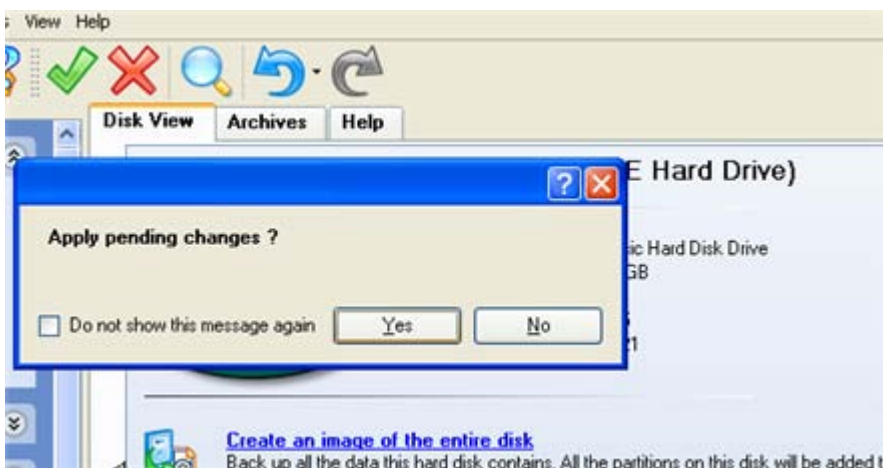 View Help
Disk View Archives Help
E Hard Drive)
Apply pending changes ?
Hard Disk Drive
GB
Do not show this message again Yes No
21
Create an image of the entire disk
Back up all the data this hard disk contains. All the partitions on this disk will be added